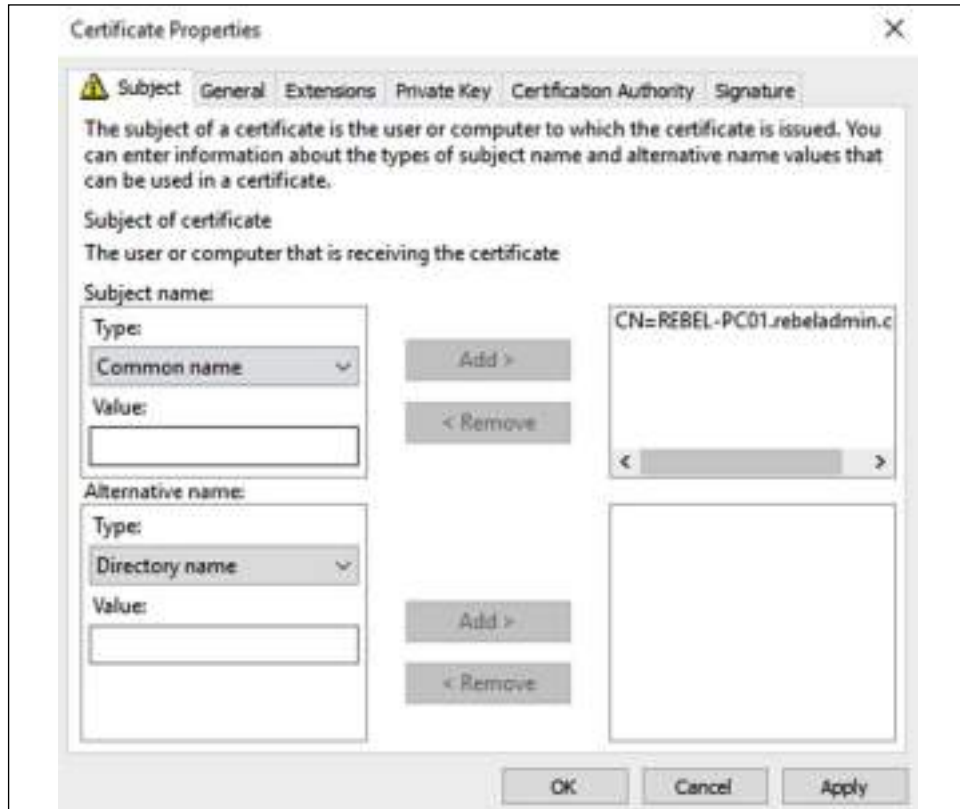 Certificate Properties
Subject General Extensions Private Key Certification Authority Signature
The subject of a certificate is the user or computer to which the certificate is issued. You
can enter information about the types of subject name and alternative name values that
can be used in a certificate.
Subject of certificate
The user or computer that is receiving the certificate
Subject name:
Type:
Common name
Value:
Add >
< Remove
CN=REBEL-PC01.rebeladmin.c
Alternative name:
Type:
Directory name
Value:
Add >
< Remove
OK Cancel Apply